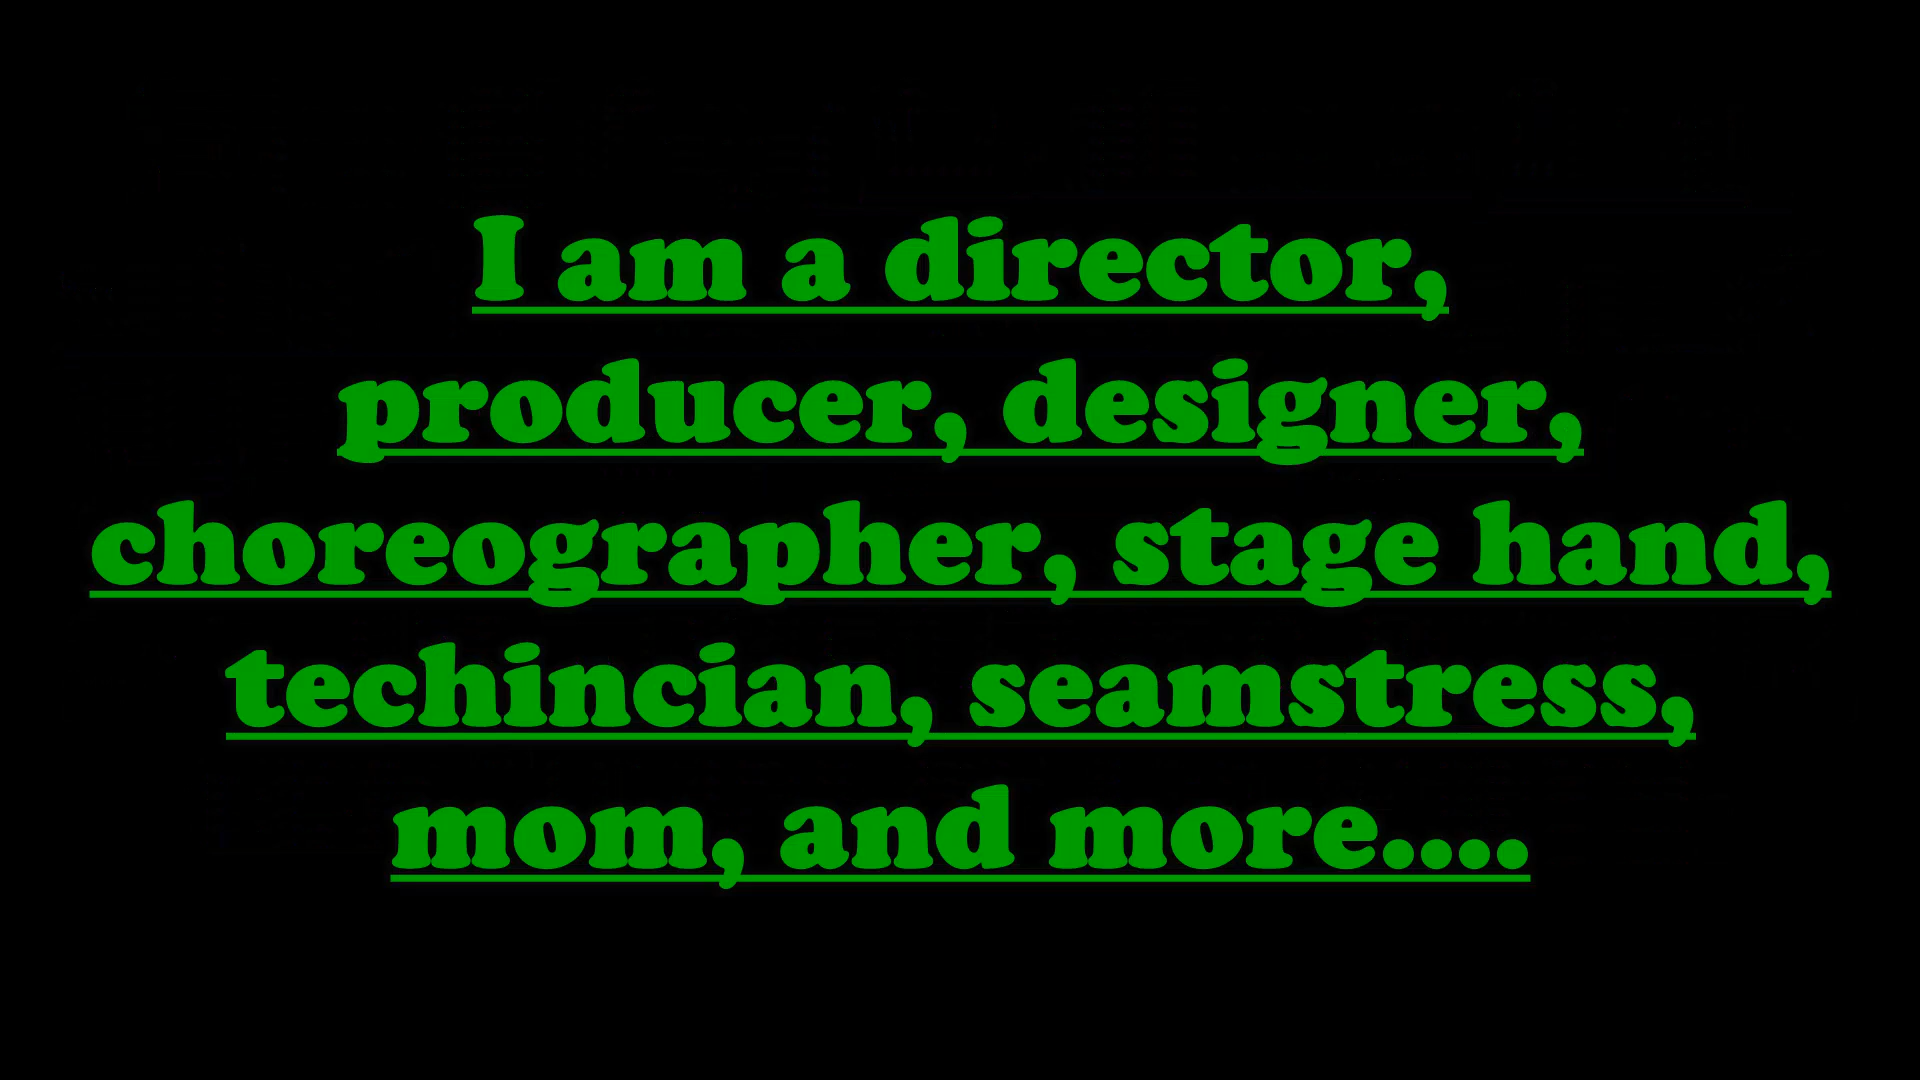 I am a director,
producer, designer,
choreographer, stage hand,
techincian, seamstress,
mom, and more....